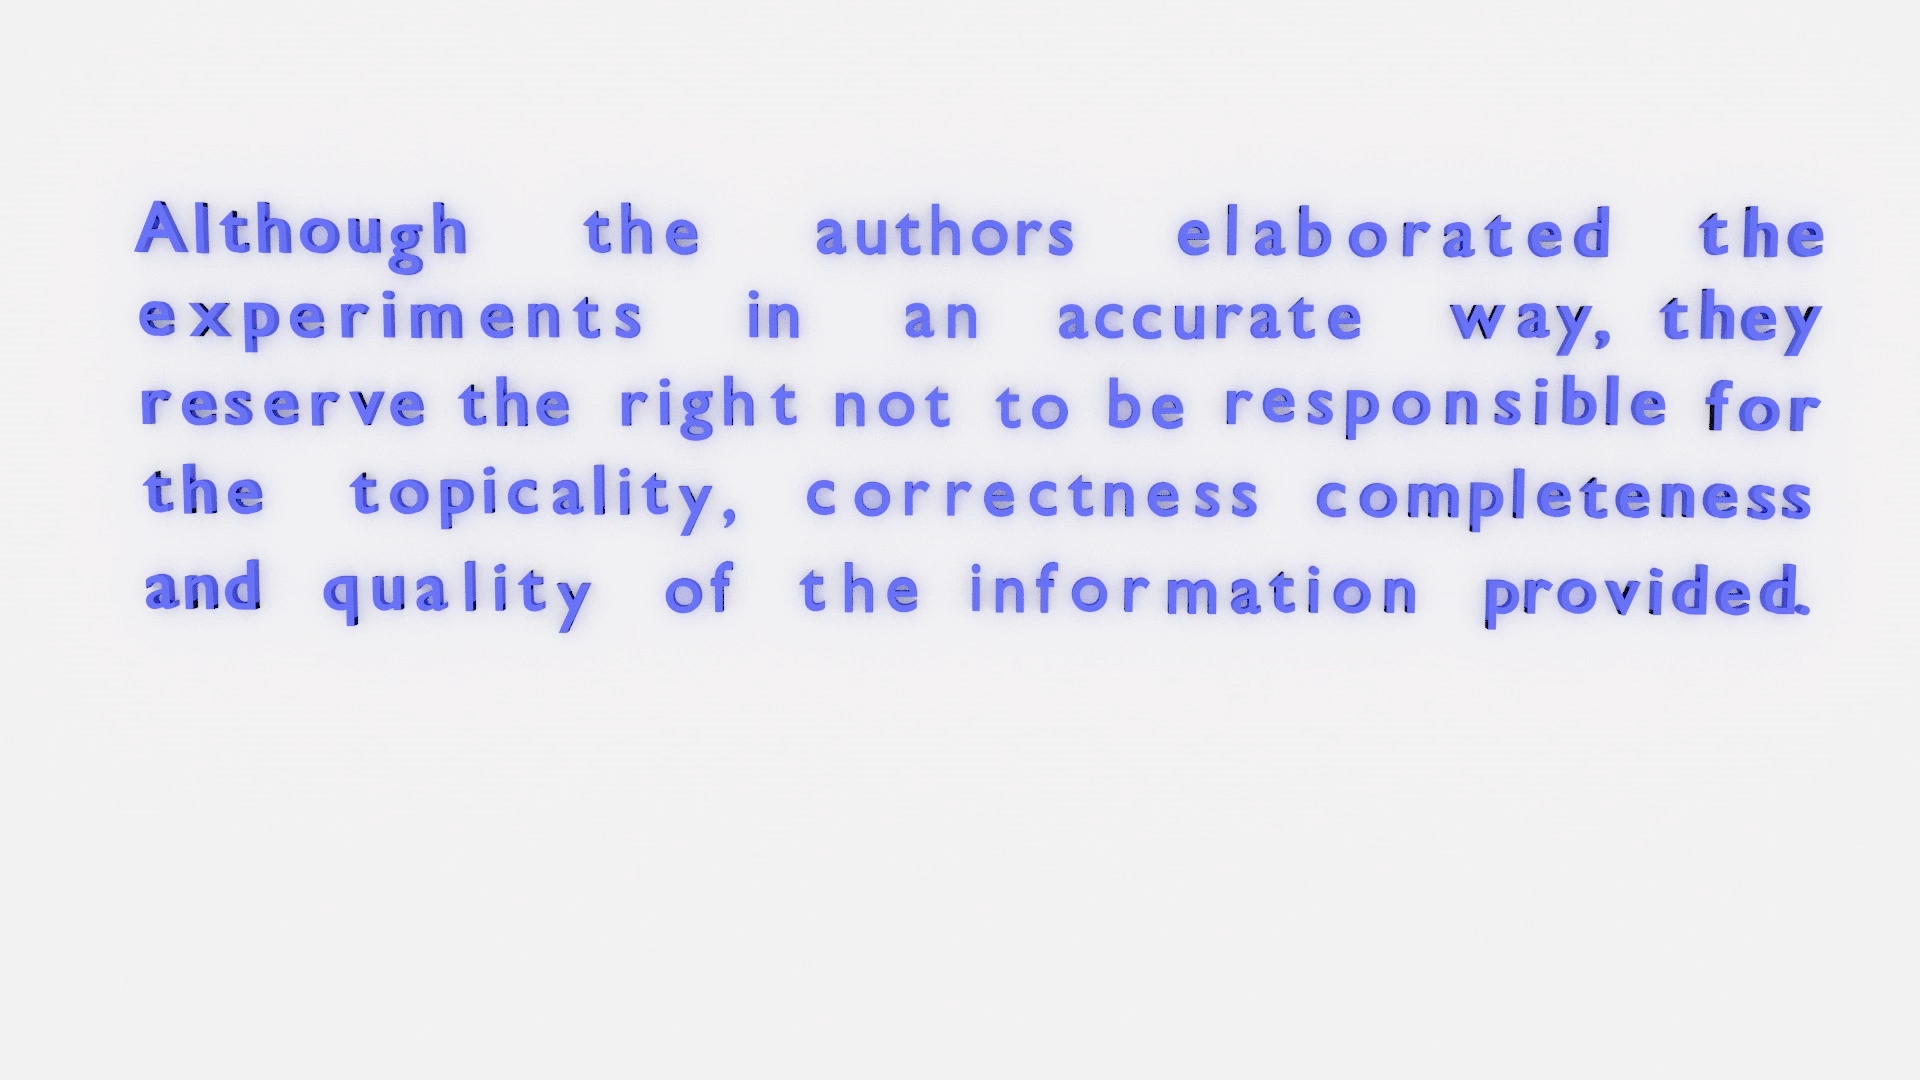 Although the authors elaborated the
experiments in an accurate way, they
reserve the right not to be responsible for
the topicality, correctness completeness
and quality of the information provided.